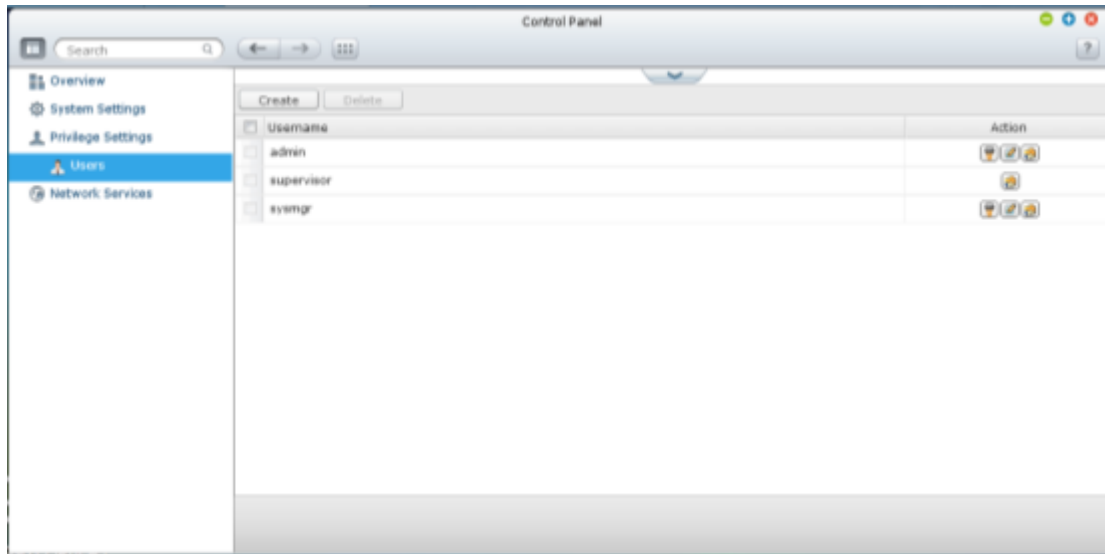 Control Panel
Search
?
Overview
System Settings
Privilege Settings
Users
Network Services
Create Delete
Username Action
admin
supervisor
sysmgr